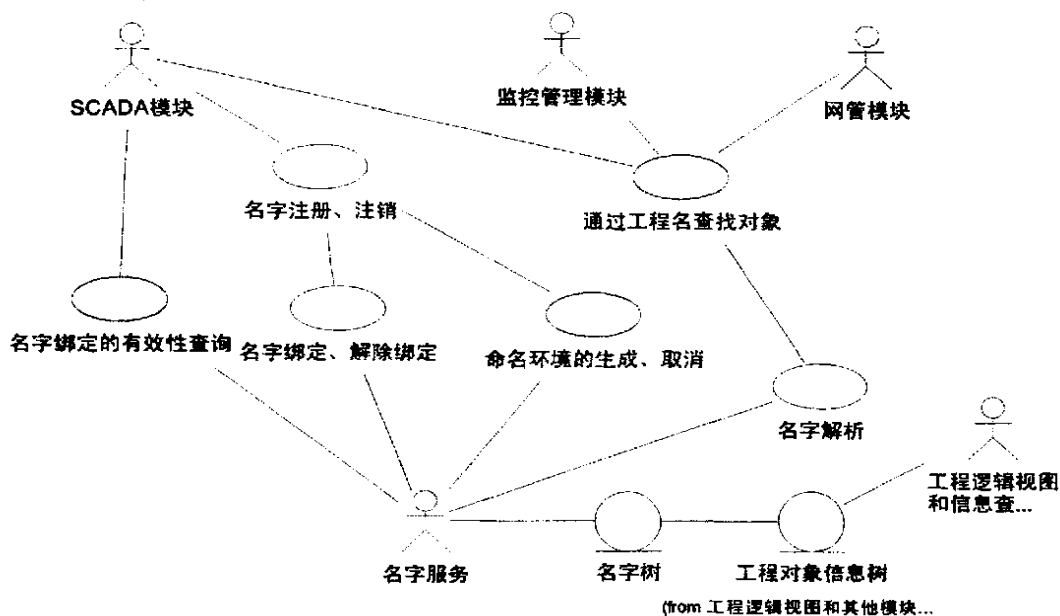 SCADA模块
监控管理模块
网管模块
名字注册、注销
通过工程名查找对象
名字绑定的有效性查询
名字绑定、解除绑定
命名环境的生成、取消
名字解析
工程逻辑视图
和信息查...
名字服务
名字树
工程对象信息树
(from 工程逻辑视图和其他模块...